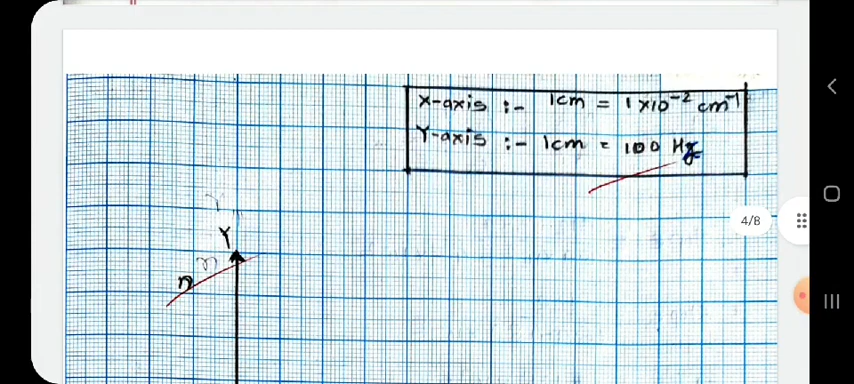 X-axis :- 1cm = 1×10⁻² cm⁻¹
Y-axis :- 1cm = 100 Hz
4/8
Y
n